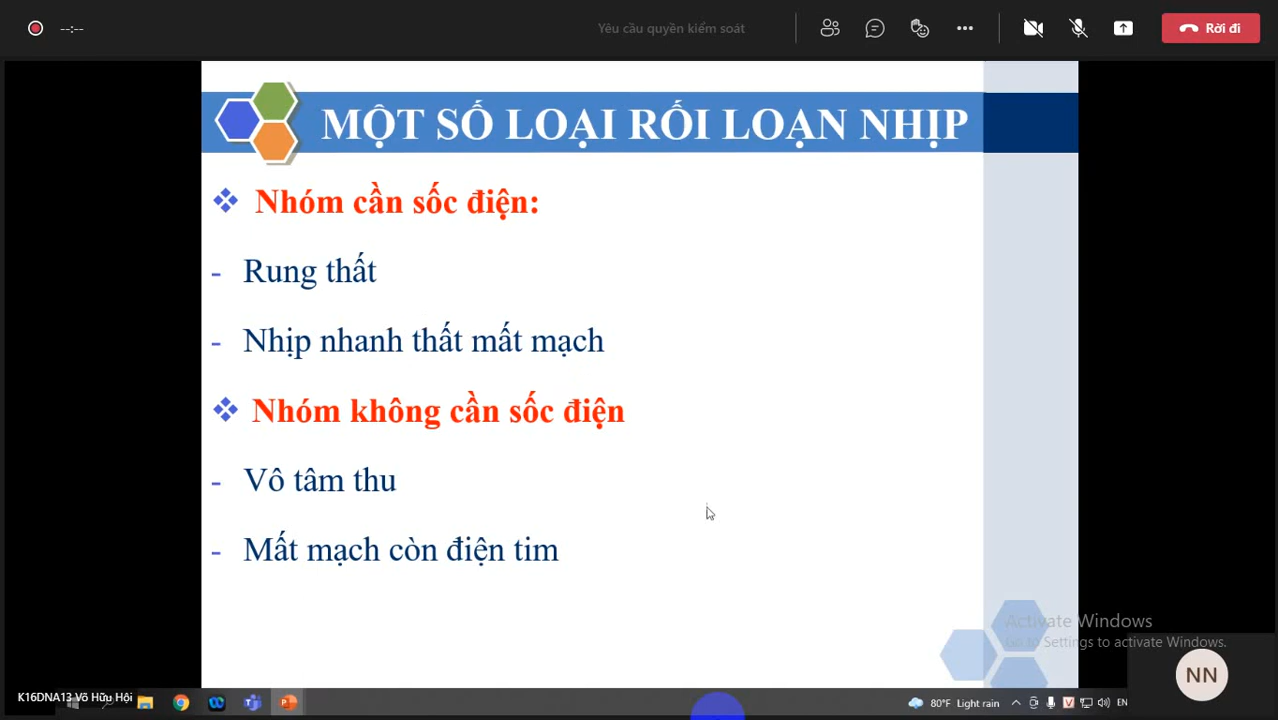 --:--
Yêu cầu quyền kiểm soát
Rời đi
MỘT SỐ LOẠI RỐI LOẠN NHỊP
Nhóm cần sốc điện:
- Rung thất
- Nhịp nhanh thất mất mạch
Nhóm không cần sốc điện
- Vô tâm thu
- Mất mạch còn điện tim
Activate Windows
Go to Settings to activate Windows.
NN
K16DNA13 Võ Hữu Hội
80°F Light rain
V
EN